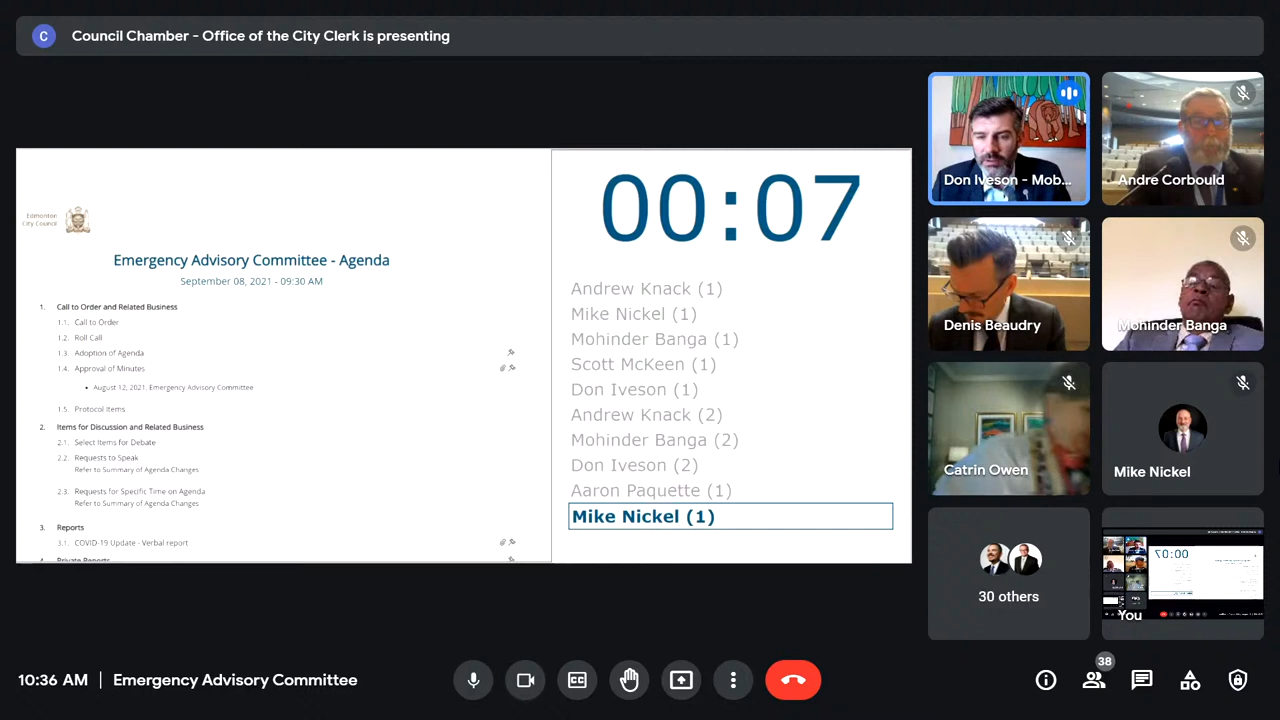 C Council Chamber - Office of the City Clerk is presenting
Edmonton
City Council
Emergency Advisory Committee - Agenda
September 08, 2021 - 09:30 AM
1. Call to Order and Related Business
1.1. Call to Order
1.2. Roll Call
1.3. Adoption of Agenda
1.4. Approval of Minutes
• August 12, 2021, Emergency Advisory Committee
1.5. Protocol Items
2. Items for Discussion and Related Business
2.1. Select Items for Debate
2.2. Requests to Speak
Refer to Summary of Agenda Changes
2.3. Requests for Specific Time on Agenda
Refer to Summary of Agenda Changes
3. Reports
3.1. COVID-19 Update - Verbal report
4. Private Reports
00:07
Andrew Knack (1)
Mike Nickel (1)
Mohinder Banga (1)
Scott McKeen (1)
Don Iveson (1)
Andrew Knack (2)
Mohinder Banga (2)
Don Iveson (2)
Aaron Paquette (1)
Mike Nickel (1)
Don Iveson - Mob...
Andre Corbould
Denis Beaudry
Mohinder Banga
Catrin Owen
Mike Nickel
30 others
00:07
You
10:36 AM | Emergency Advisory Committee
CC
38